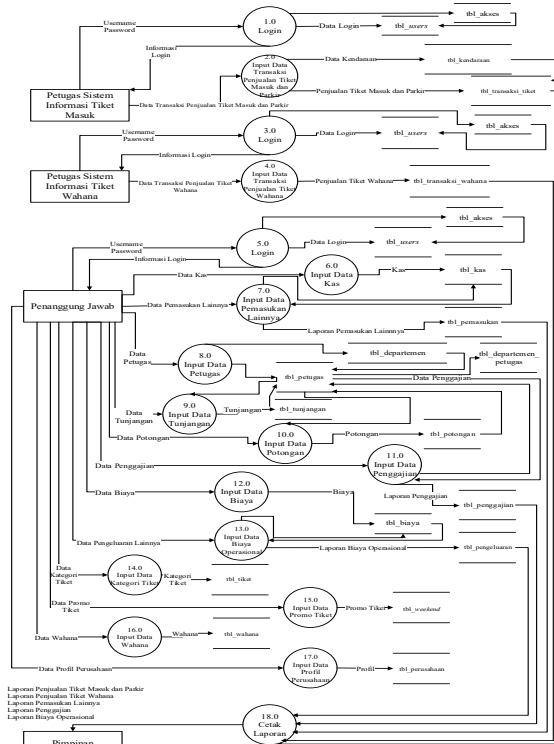 Username
Password
1.0
Login
Data Login
tbl_users
tbl_akses
Informasi
Login
2.0
Input Data
Transaksi
Penjualan Tiket
Masuk dan
Parkir
Data Kendaraan
tbl_kendaraan
Penjualan Tiket Masuk dan Parkir
tbl_transaksi_tiket
Petugas Sistem
Informasi Tiket
Masuk
Data Transaksi Penjualan Tiket Masuk dan Parkir
Username
Password
3.0
Login
Data Login
tbl_users
tbl_akses
Informasi Login
Petugas Sistem
Informasi Tiket
Wahana
Data Transaksi Penjualan Tiket
Wahana
4.0
Input Data
Transaksi
Penjualan Tiket
Wahana
Penjualan Tiket Wahana
tbl_transaksi_wahana
tbl_akses
Username
Password
5.0
Login
Data Login
tbl_users
Informasi Login
Data Kas
6.0
Input Data
Kas
Kas
tbl_kas
Penanggung Jawab
Data Pemasukan Lainnya
7.0
Input Data
Pemasukan
Lainnya
Laporan Pemasukan Lainnnya
tbl_pemasukan
Data
Petugas
8.0
Input Data
Petugas
tbl_departemen
tbl_departemen_
petugas
tbl_petugas
Data Penggajian
Data
Tunjangan
9.0
Input Data
Tunjangan
Tunjangan
tbl_tunjangan
Data Potongan
10.0
Input Data
Potongan
Potongan
tbl_potongan
Data Penggajian
11.0
Input Data
Penggajian
Laporan Penggajian
tbl_penggajian
Data Biaya
12.0
Input Data
Biaya
Biaya
tbl_biaya
Data Pengeluaran Lainnya
13.0
Input Data
Biaya
Operasional
Laporan Biaya Operasional
tbl_pengeluaran
Data
Kategori
Tiket
14.0
Input Data
Kategori Tiket
Kategori
Tiket
tbl_tiket
Data Promo
Tiket
15.0
Input Data
Promo Tiket
Promo Tiket
tbl_weekend
Data Wahana
16.0
Input Data
Wahana
Wahana
tbl_wahana
Data Profil Perusahaan
17.0
Input Data
Profil
Perusahaan
Profil
tbl_perusahaan
Laporan Penjualan Tiket Masuk dan Parkir
Laporan Penjualan Tiket Wahana
Laporan Pemasukan Lainnya
Laporan Penggajian
Laporan Biaya Operasional
18.0
Cetak
Laporan
Pimpinan